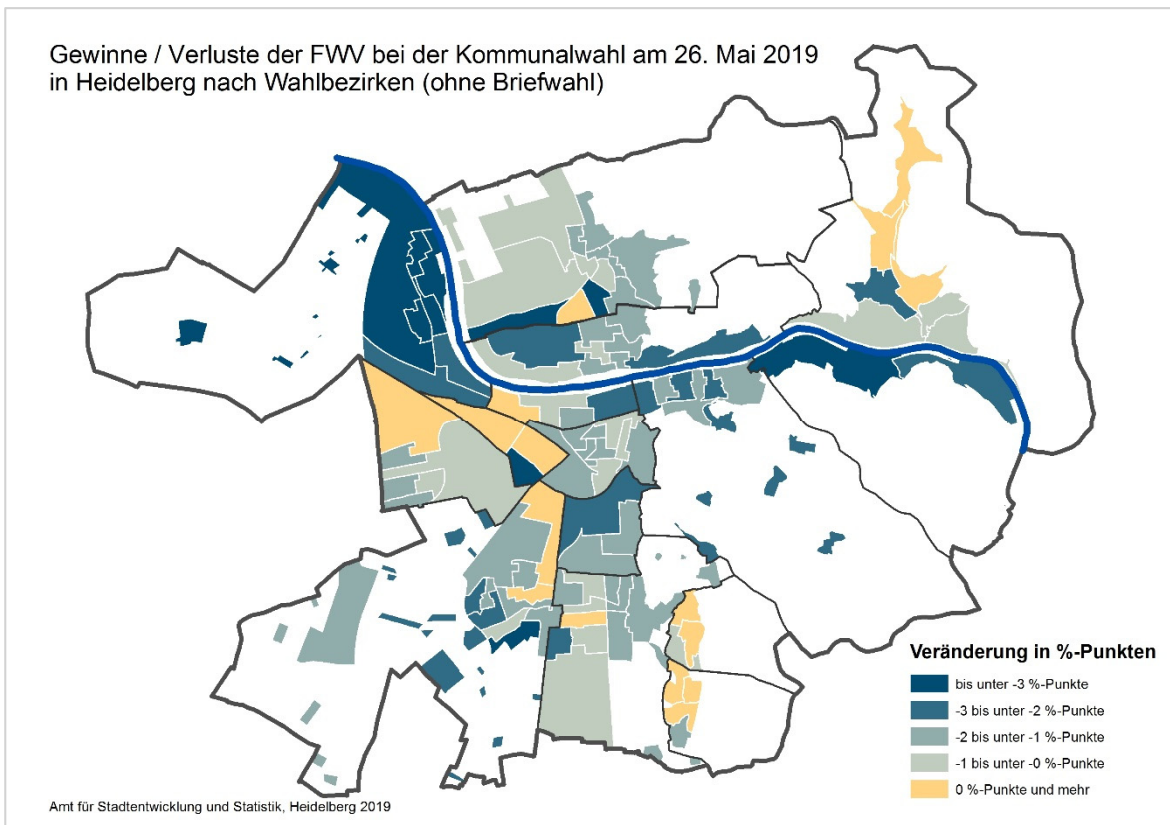 Gewinne / Verluste der FWV bei der Kommunalwahl am 26. Mai 2019
in Heidelberg nach Wahlbezirken (ohne Briefwahl)
Veränderung in %-Punkten
bis unter -3 %-Punkte
-3 bis unter -2 %-Punkte
-2 bis unter -1 %-Punkte
-1 bis unter -0 %-Punkte
0 %-Punkte und mehr
Amt für Stadtentwicklung und Statistik, Heidelberg 2019